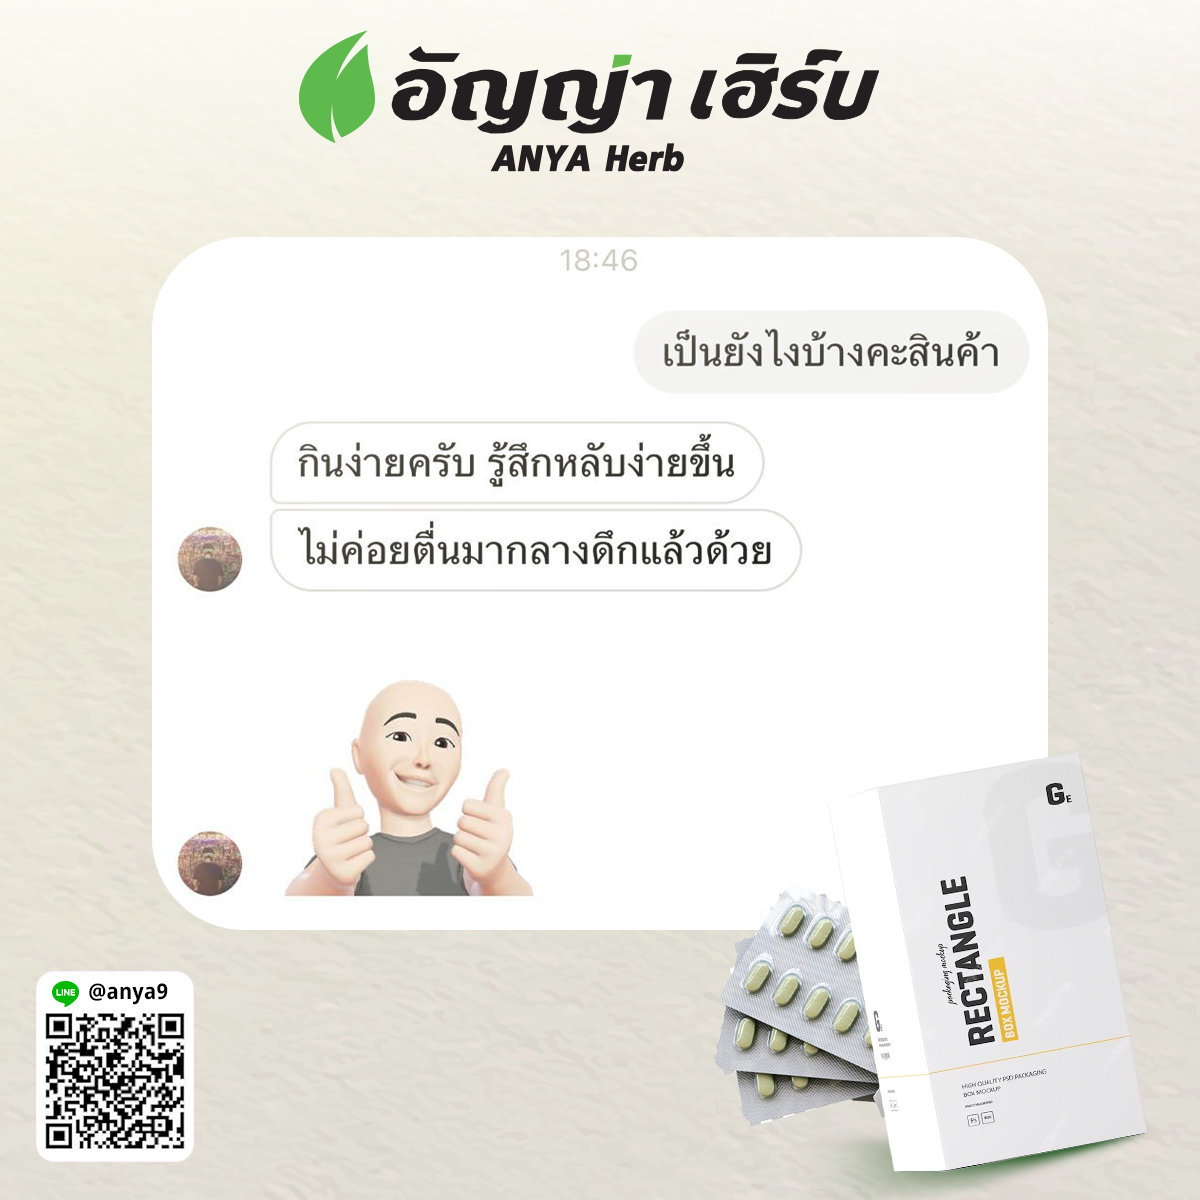 อัญญ่า เฮิร์บ
ANYA Herb
18:46
เป็นยังไงบ้างคะสินค้า
กินง่ายครับ รู้สึกหลับง่ายขึ้น
ไม่ค่อยตื่นมากลางดึกแล้วด้วย
GE
packaging mockup
RECTANGLE
BOX MOCKUP
HIGH QUALITY PSD PACKAGING
BOX MOCKUP
Ps
LINE @anya9